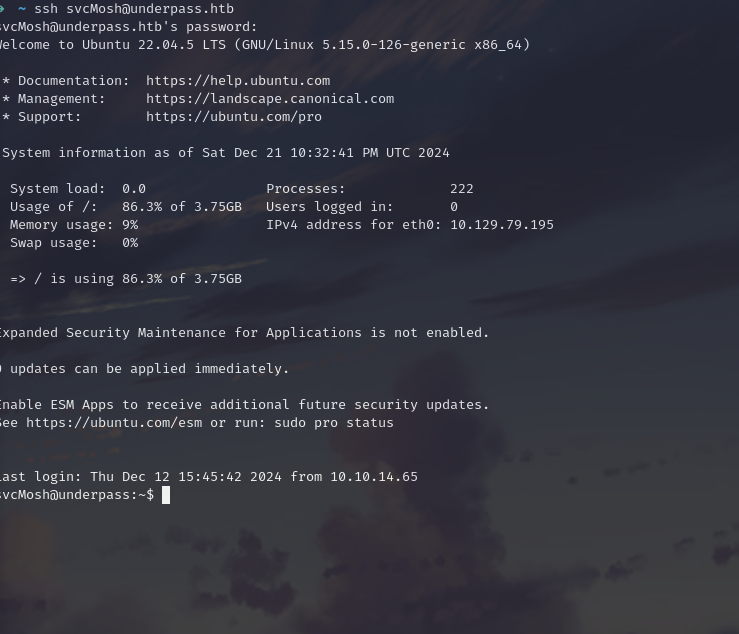 → ~ ssh svcMosh@underpass.htb
svcMosh@underpass.htb's password:
Welcome to Ubuntu 22.04.5 LTS (GNU/Linux 5.15.0-126-generic x86_64)
* Documentation:  https://help.ubuntu.com
* Management:     https://landscape.canonical.com
* Support:        https://ubuntu.com/pro
System information as of Sat Dec 21 10:32:41 PM UTC 2024
System load:  0.0                Processes:             222
Usage of /:   86.3% of 3.75GB   Users logged in:       0
Memory usage: 9%                IPv4 address for eth0: 10.129.79.195
Swap usage:   0%
=> / is using 86.3% of 3.75GB
Expanded Security Maintenance for Applications is not enabled.
0 updates can be applied immediately.
Enable ESM Apps to receive additional future security updates.
See https://ubuntu.com/esm or run: sudo pro status
Last login: Thu Dec 12 15:45:42 2024 from 10.10.14.65
svcMosh@underpass:~$